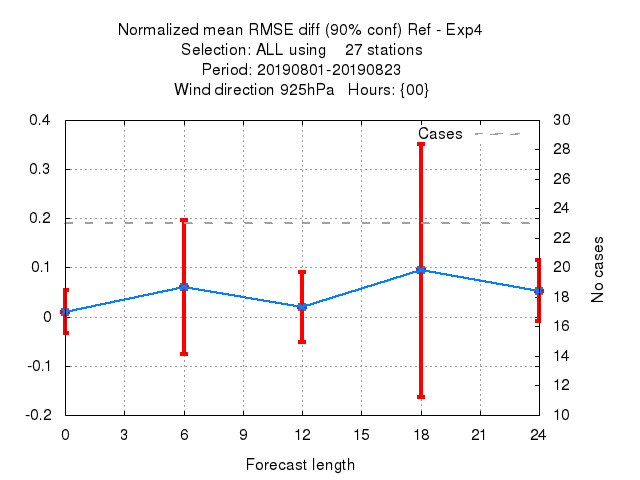 Normalized mean RMSE diff (90% conf) Ref - Exp4
Selection: ALL using    27 stations
Period: 20190801-20190823
Wind direction 925hPa   Hours: {00}
Cases
0.4
0.3
0.2
0.1
0
-0.1
-0.2
30
28
26
24
22
20
18
16
14
12
10
No cases
0 3 6 9 12 15 18 21 24
Forecast length